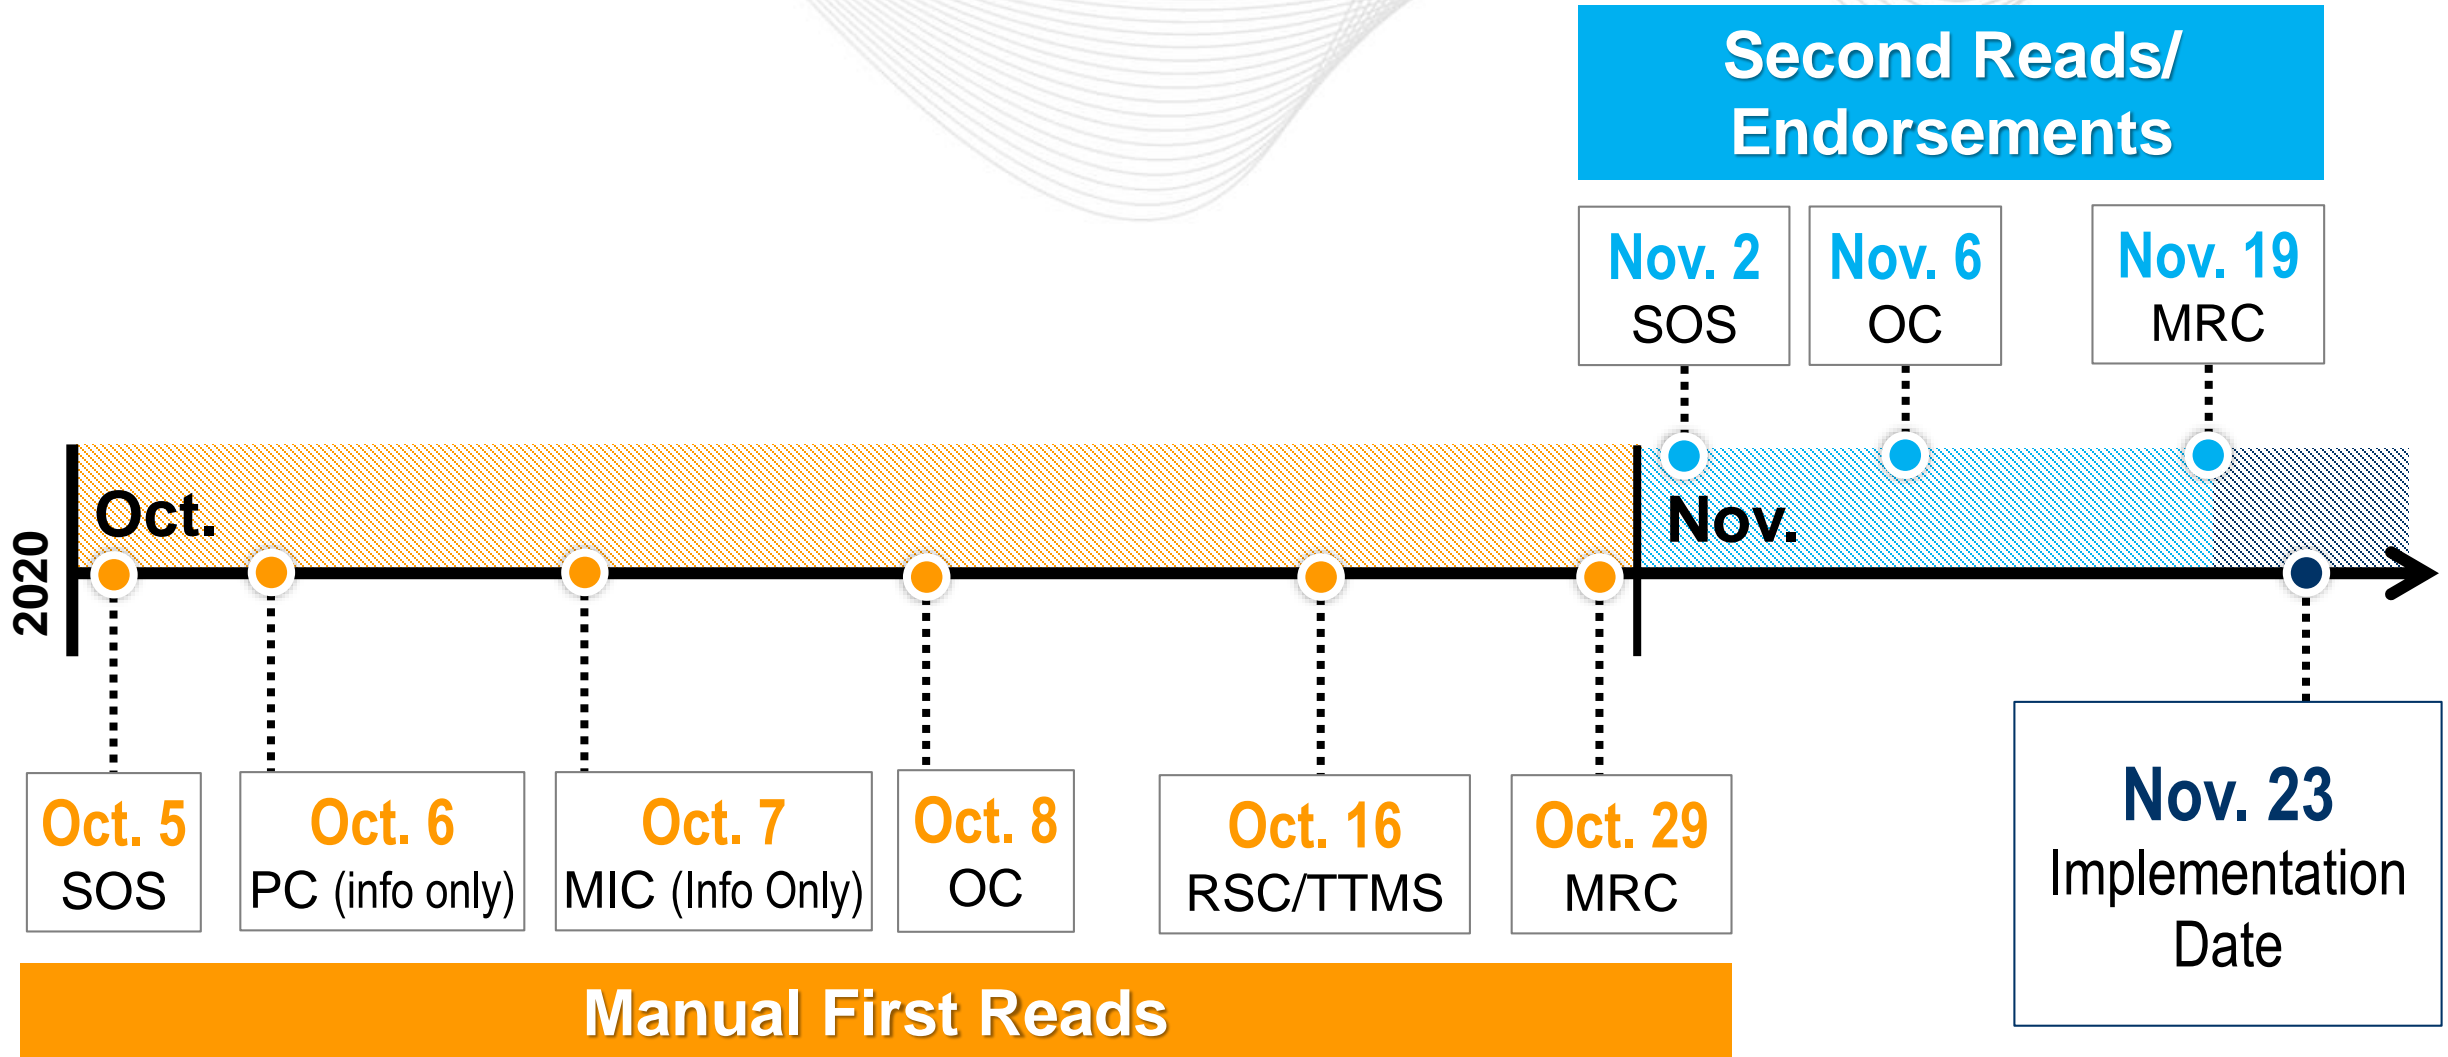 Second Reads/
Endorsements
Nov. 2
SOS
Nov. 6
OC
Nov. 19
MRC
2020
Oct.
Nov.
Oct. 5
SOS
Oct. 6
PC (info only)
Oct. 7
MIC (Info Only)
Oct. 8
OC
Oct. 16
RSC/TTMS
Oct. 29
MRC
Nov. 23
Implementation
Date
Manual First Reads